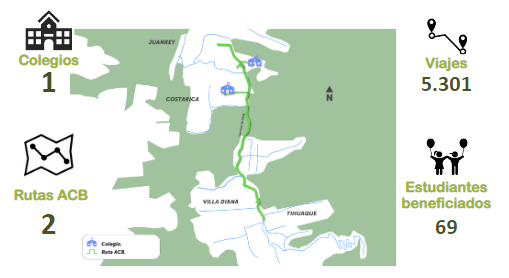 Colegios
1
Rutas ACB
2
JUANREY
COSTARICA
N
VILLA DIANA
TIHUAQUE
Colegio.
Ruta ACB.
Viajes
5.301
Estudiantes
beneficiados
69